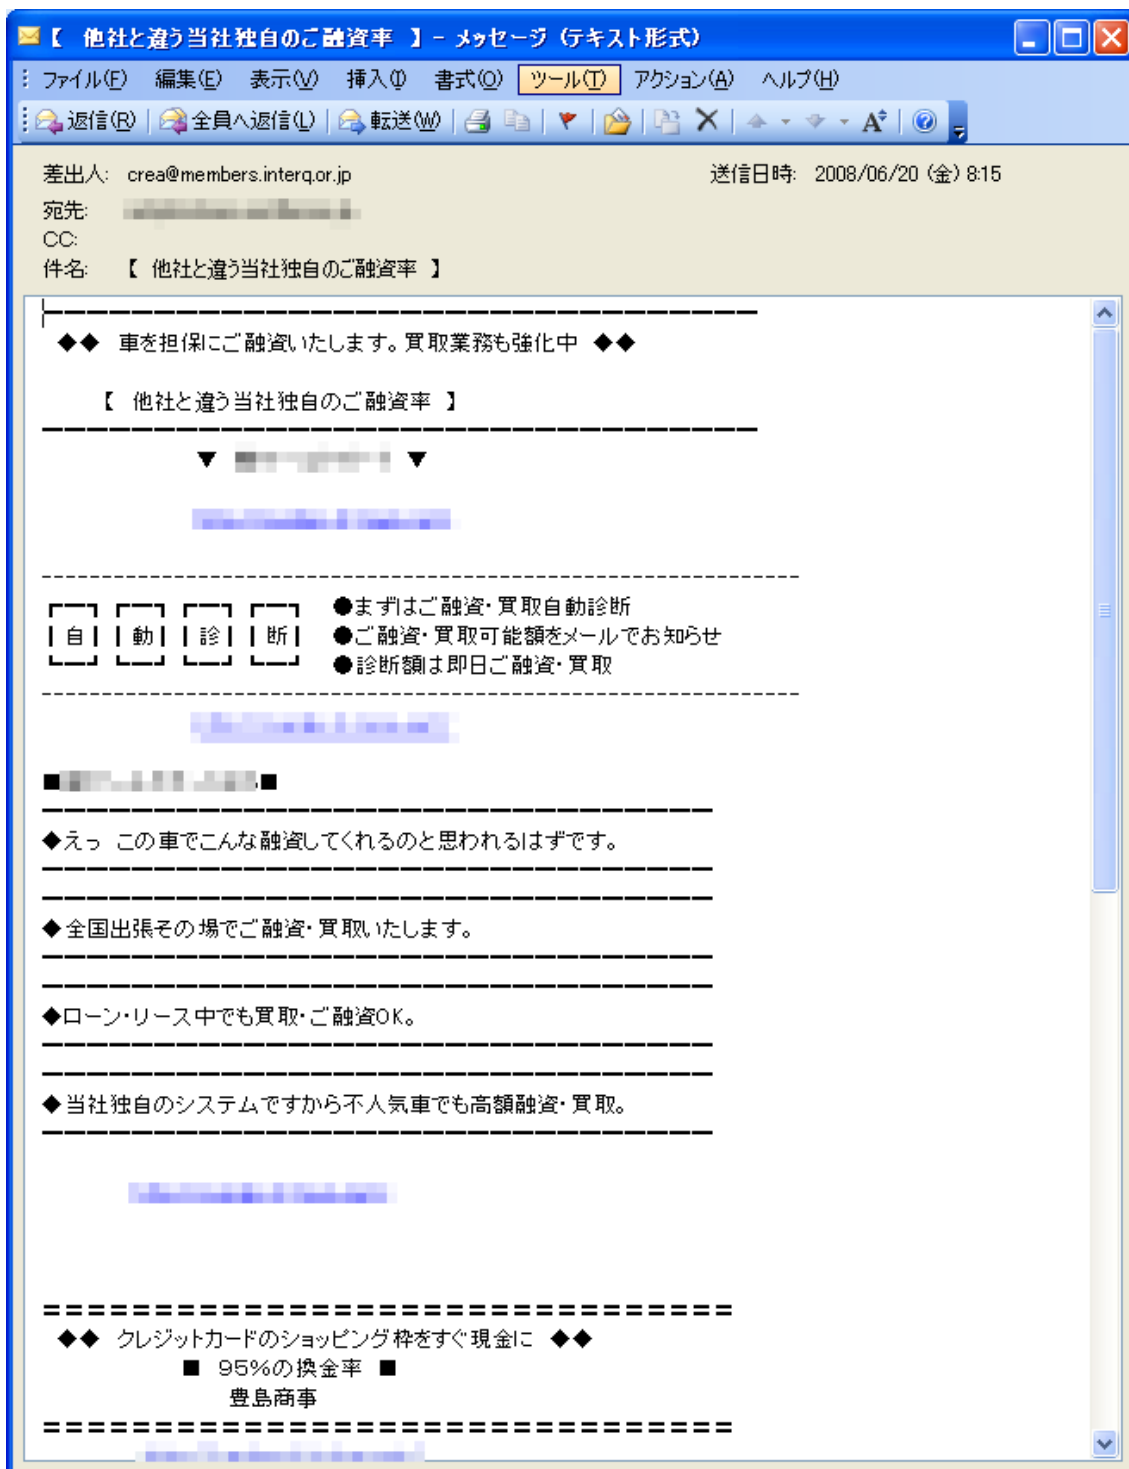 【 他社と違う当社独自のご融資率 】 - メッセージ (テキスト形式)
ファイル(F) 編集(E) 表示(V) 挿入(I) 書式(O) ツール(T) アクション(A) ヘルプ(H)
返信(R) 全員へ返信(L) 転送(W)
差出人: crea@members.interq.or.jp 送信日時: 2008/06/20 (金) 8:15
宛先:
CC:
件名: 【 他社と違う当社独自のご融資率 】
◆◆ 車を担保にご融資いたします。買取業務も強化中 ◆◆
【 他社と違う当社独自のご融資率 】
▼ ▼
自 動 診 断
●まずはご融資・買取自動診断
●ご融資・買取可能額をメールでお知らせ
●診断額は即日ご融資・買取
■ ■
◆えっ この車でこんな融資してくれるのと思われるはずです。
◆全国出張その場でご融資・買取いたします。
◆ローン・リース中でも買取・ご融資OK。
◆当社独自のシステムですから不人気車でも高額融資・買取。
================================
◆◆ クレジットカードのショッピング枠をすぐ現金に ◆◆
■ 95%の換金率 ■
豊島商事
================================